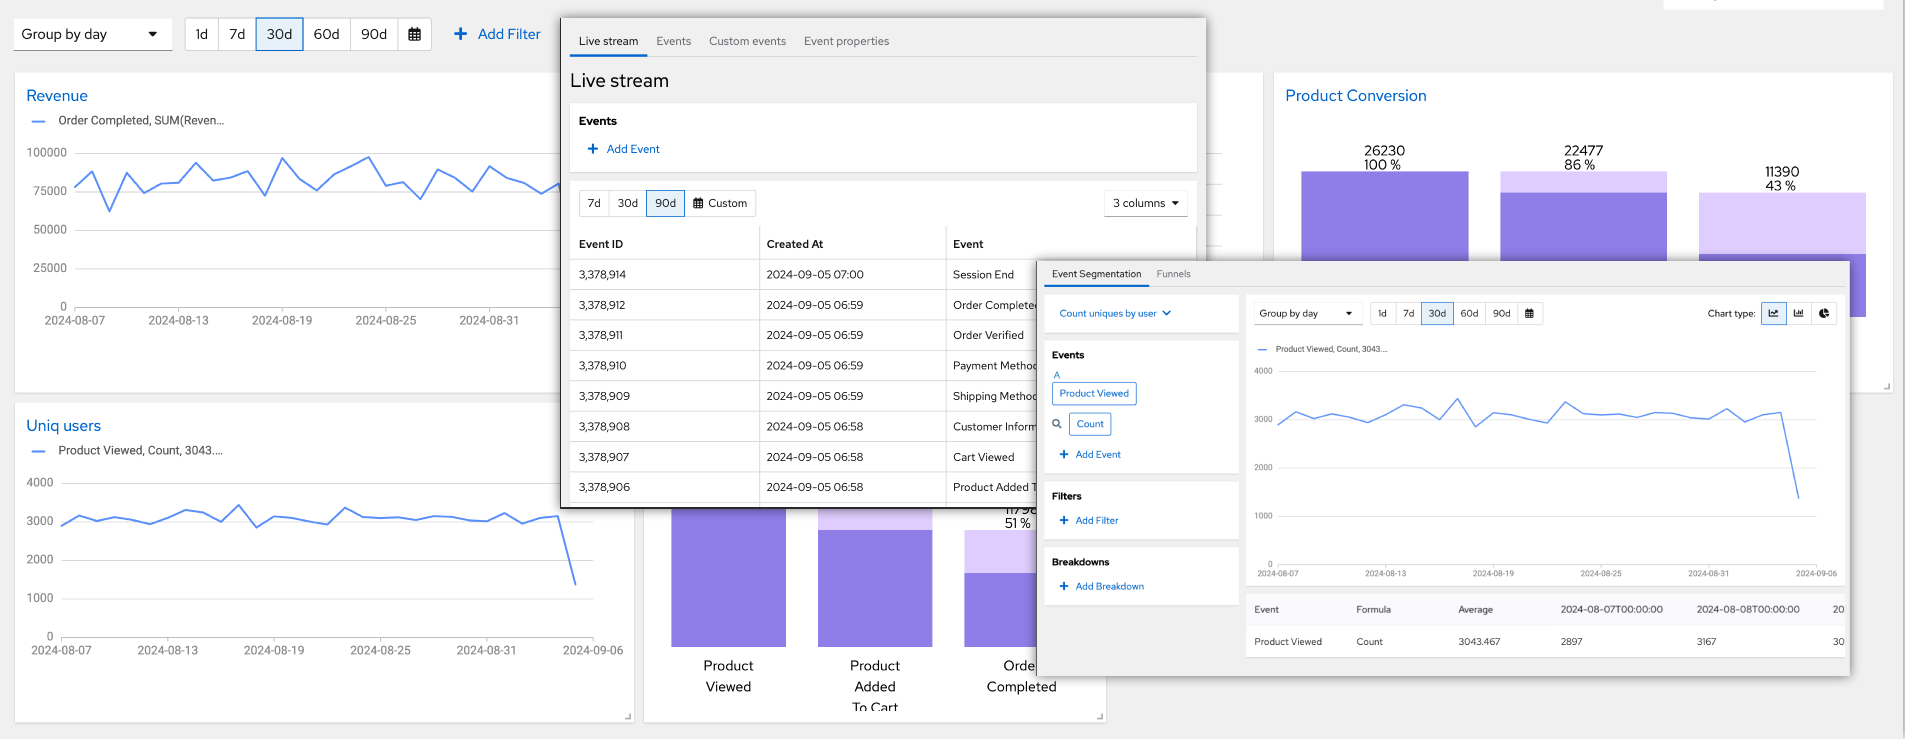 Group by day
1d 7d 30d 60d 90d
Add Filter
Revenue
Order Completed, SUM(Reven...
100000
75000
50000
25000
0
2024-08-07 2024-08-13 2024-08-19 2024-08-25 2024-08-31
Uniq users
Product Viewed, Count, 3043....
4000
3000
2000
1000
0
2024-08-07 2024-08-13 2024-08-19 2024-08-25 2024-08-31 2024-09-06
Live stream Events Custom events Event properties
Live stream
Events
Add Event
7d 30d 90d Custom
3 columns
Event ID Created At Event
3,378,914 2024-09-05 07:00 Session End
3,378,912 2024-09-05 06:59 Order Complete
3,378,911 2024-09-05 06:59 Order Verified
3,378,910 2024-09-05 06:59 Payment Metho
3,378,909 2024-09-05 06:59 Shipping Metho
3,378,908 2024-09-05 06:58 Customer Inform
3,378,907 2024-09-05 06:58 Cart Viewed
3,378,906 2024-09-05 06:58 Product Added T
11798
51 %
Product
Viewed
Product
Added
To Cart
Orde
Completed
Product Conversion
26230
100 %
22477
86 %
11390
43 %
Event Segmentation Funnels
Count uniques by user
Events
A
Product Viewed
Count
Add Event
Filters
Add Filter
Breakdowns
Add Breakdown
Group by day
1d 7d 30d 60d 90d
Chart type:
Product Viewed, Count, 3043....
4000
3000
2000
1000
0
2024-08-07 2024-08-13 2024-08-19 2024-08-25 2024-08-31 2024-09-06
Event Formula Average 2024-08-07T00:00:00 2024-08-08T00:00:00 20
Product Viewed Count 3043.467 2897 3167 30